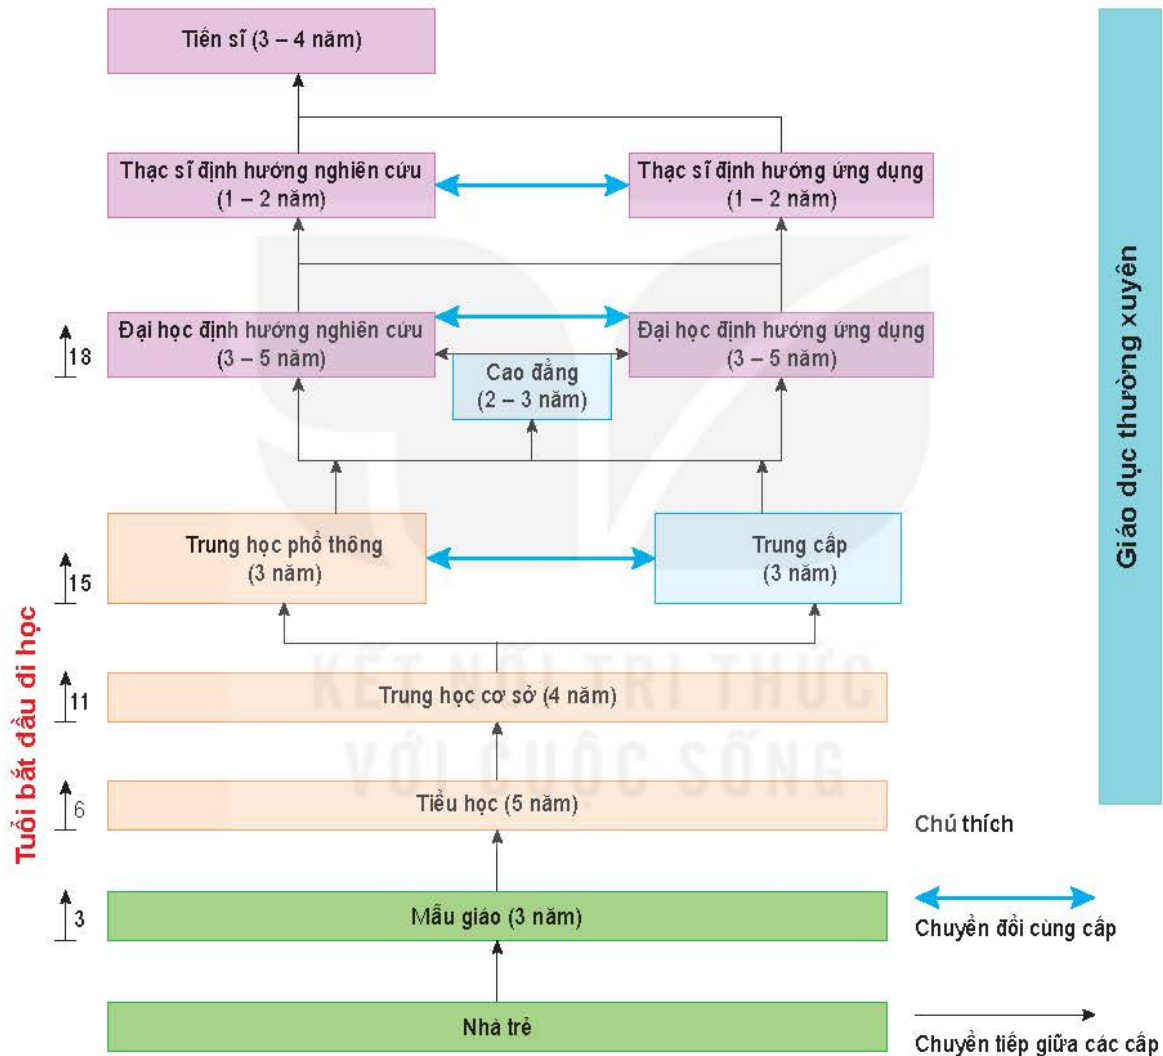 Tiến sĩ (3 – 4 năm)
Thạc sĩ định hướng nghiên cứu
(1 – 2 năm)
Thạc sĩ định hướng ứng dụng
(1 – 2 năm)
Đại học định hướng nghiên cứu
(3 – 5 năm)
Đại học định hướng ứng dụng
(3 – 5 năm)
18
Cao đẳng
(2 – 3 năm)
Trung học phổ thông
(3 năm)
Trung cấp
(3 năm)
15
Trung học cơ sở (4 năm)
11
Tiểu học (5 năm)
6
Mẫu giáo (3 năm)
3
Nhà trẻ
Tuổi bắt đầu đi học
Giáo dục thường xuyên
Chú thích
Chuyển đổi cùng cấp
Chuyển tiếp giữa các cấp
KẾT NỐI TRI THỨC
VỚI CUỘC SỐNG